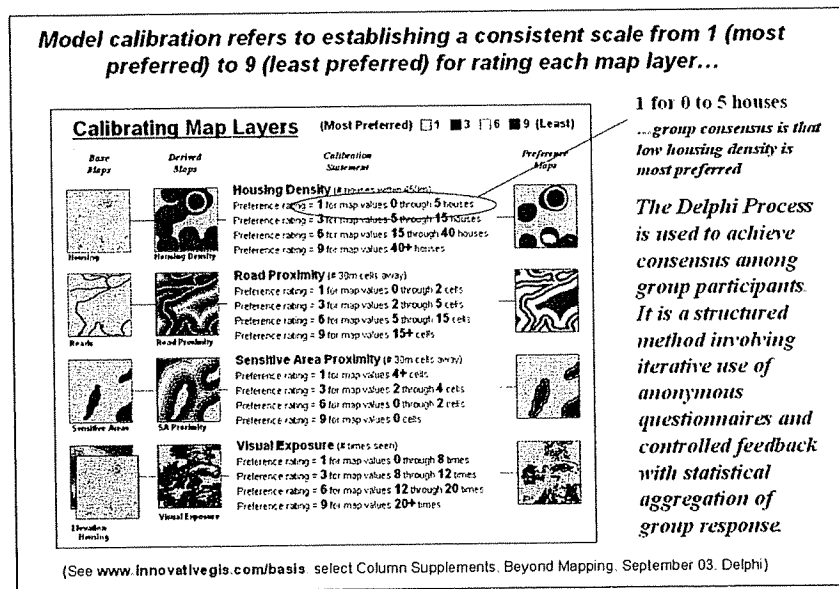 Model calibration refers to establishing a consistent scale from 1 (most
preferred) to 9 (least preferred) for rating each map layer…
Calibrating Map Layers (Most Preferred) 1 3 6 9 (Least)
Base
Maps
Derived
Maps
Calibration
Statement
Preference
Maps
Housing Density (# houses within
Preference rating = 1 for map values 0 through 5 houses
Preference rating = 3 for map values 5 through 15 houses
Preference rating = 6 for map values 15 through 40 houses
Preference rating = 9 for map values 40+ houses
Housing
Housing Density
Road Proximity (# 30m cells away)
Preference rating = 1 for map values 0 through 2 cells
Preference rating = 3 for map values 2 through 5 cells
Preference rating = 6 for map values 5 through 15 cells
Preference rating = 9 for map values 15+ cells
Roads
Road Proximity
Sensitive Area Proximity (# 30m cells away)
Preference rating = 1 for map values 4+ cells
Preference rating = 3 for map values 2 through 4 cells
Preference rating = 6 for map values 0 through 2 cells
Preference rating = 9 for map values 0 cells
Sensitive Areas
SA Proximity
Visual Exposure (# times seen)
Preference rating = 1 for map values 0 through 8 times
Preference rating = 3 for map values 8 through 12 times
Preference rating = 6 for map values 12 through 20 times
Preference rating = 9 for map values 20+ times
Elevation
Housing
Visual Exposure
1 for 0 to 5 houses
…group consensus is that
low housing density is
most preferred
The Delphi Process
is used to achieve
consensus among
group participants.
It is a structured
method involving
iterative use of
anonymous
questionnaires and
controlled feedback
with statistical
aggregation of
group response.
(See www.innovativegis.com/basis, select Column Supplements, Beyond Mapping, September 03, Delphi)